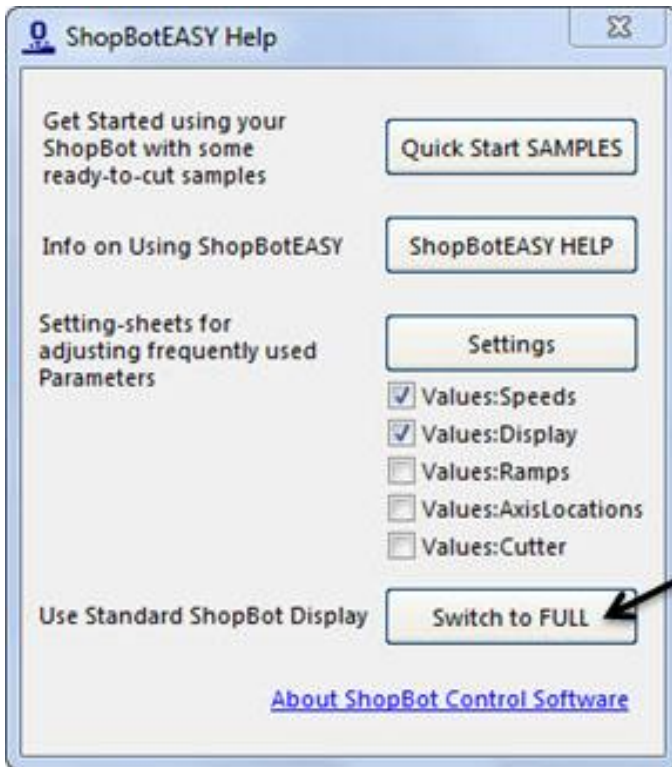 ShopBotEASY Help
Get Started using your
ShopBot with some
ready-to-cut samples
Quick Start SAMPLES
Info on Using ShopBotEASY
ShopBotEASY HELP
Setting-sheets for
adjusting frequently used
Parameters
Settings
Values:Speeds
Values:Display
Values:Ramps
Values:AxisLocations
Values:Cutter
Use Standard ShopBot Display
Switch to FULL
About ShopBot Control Software